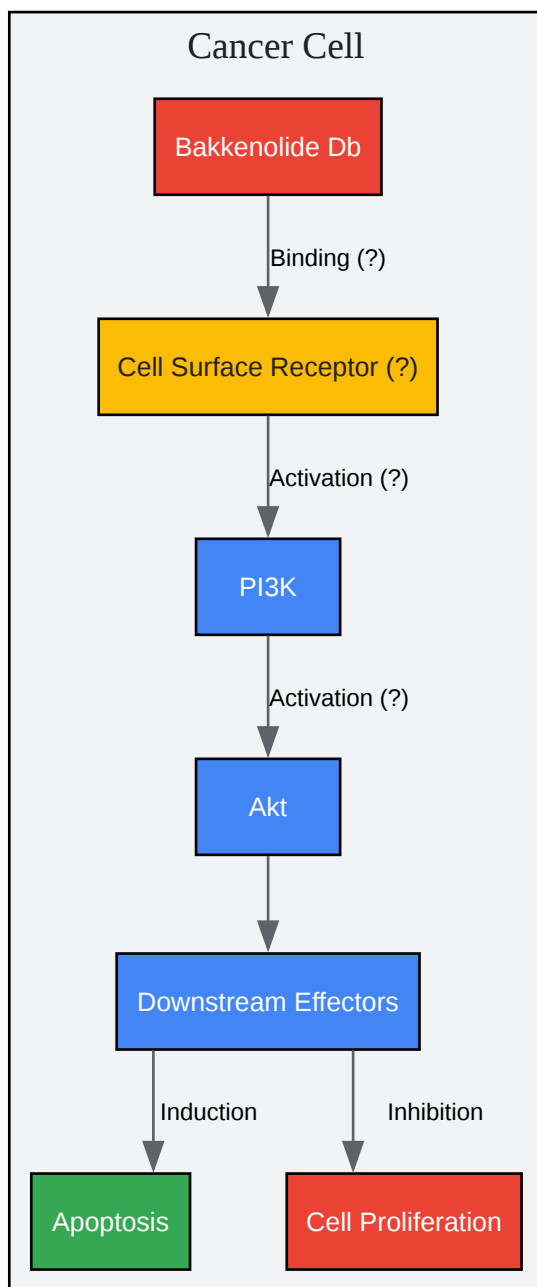 Cancer Cell
Bakkenolide Db
Binding (?)
Cell Surface Receptor (?)
Activation (?)
PI3K
Activation (?)
Akt
Downstream Effectors
Induction
Inhibition
Apoptosis
Cell Proliferation